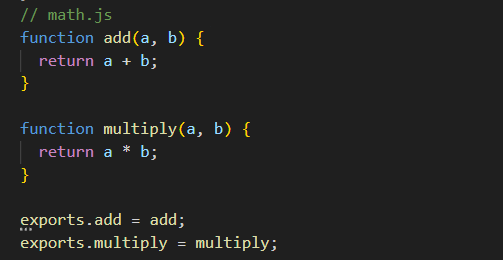 // math.js
function add(a, b) {
  return a + b;
}

function multiply(a, b) {
  return a * b;
}

exports.add = add;
exports.multiply = multiply;